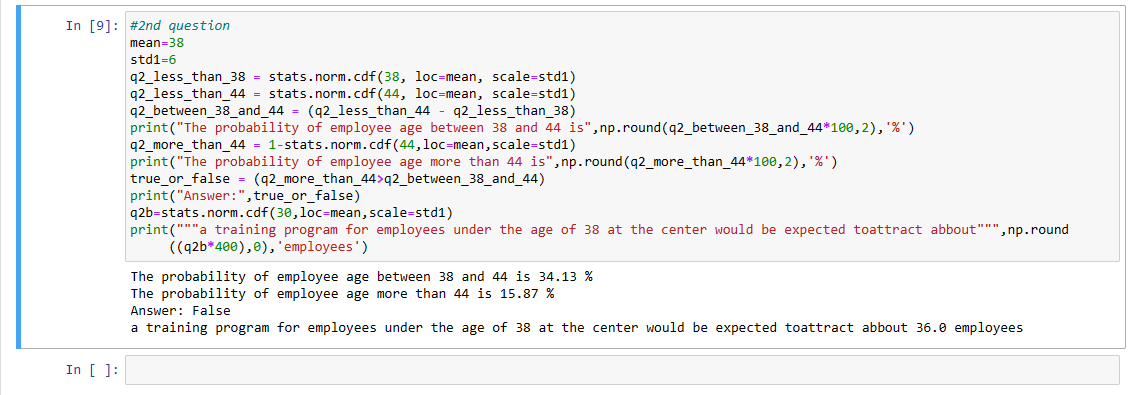 In [9]: #2nd question
mean=38
std1=6
q2_less_than_38 = stats.norm.cdf(38, loc=mean, scale=std1)
q2_less_than_44 = stats.norm.cdf(44, loc=mean, scale=std1)
q2_between_38_and_44 = (q2_less_than_44 - q2_less_than_38)
print("The probability of employee age between 38 and 44 is",np.round(q2_between_38_and_44*100,2),'%')
q2_more_than_44 = 1-stats.norm.cdf(44,loc=mean,scale=std1)
print("The probability of employee age more than 44 is",np.round(q2_more_than_44*100,2),'%')
true_or_false = (q2_more_than_44>q2_between_38_and_44)
print("Answer:",true_or_false)
q2b=stats.norm.cdf(30,loc=mean,scale=std1)
print("""a training program for employees under the age of 38 at the center would be expected toattract abbout""",np.round
((q2b*400),0),'employees')
The probability of employee age between 38 and 44 is 34.13 %
The probability of employee age more than 44 is 15.87 %
Answer: False
a training program for employees under the age of 38 at the center would be expected toattract abbout 36.0 employees
In [ ]: